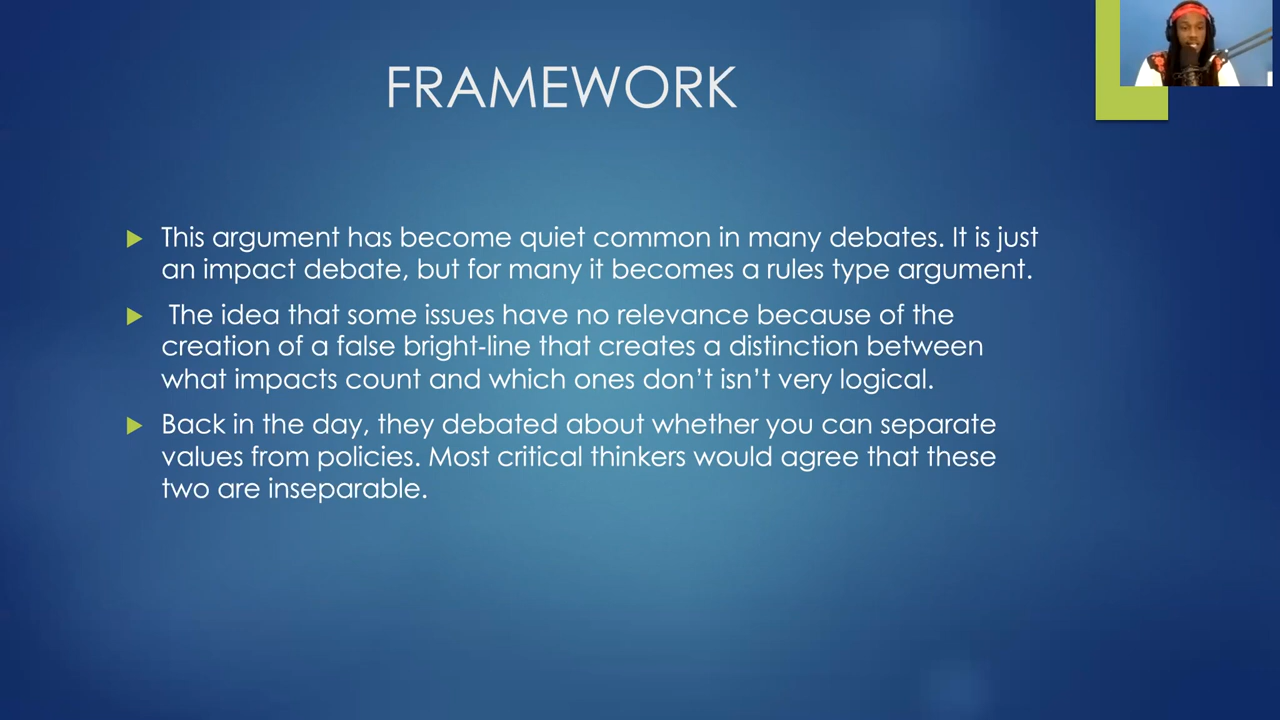 FRAMEWORK
This argument has become quiet common in many debates. It is just
an impact debate, but for many it becomes a rules type argument.
The idea that some issues have no relevance because of the
creation of a false bright-line that creates a distinction between
what impacts count and which ones don't isn't very logical.
Back in the day, they debated about whether you can separate
values from policies. Most critical thinkers would agree that these
two are inseparable.